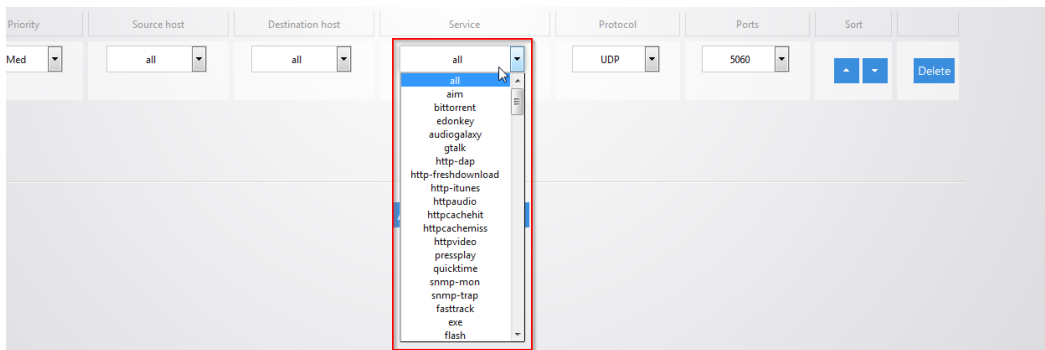 Priority Source host Destination host Service Protocol Ports Sort
Med all all all UDP 5060 Delete
all
aim
bittorrent
edonkey
audiogalaxy
gtalk
http-dap
http-freshdownload
http-itunes
httpaudio
httpcachehit
httpcachemiss
httpvideo
pressplay
quicktime
snmp-mon
snmp-trap
fasttrack
exe
flash